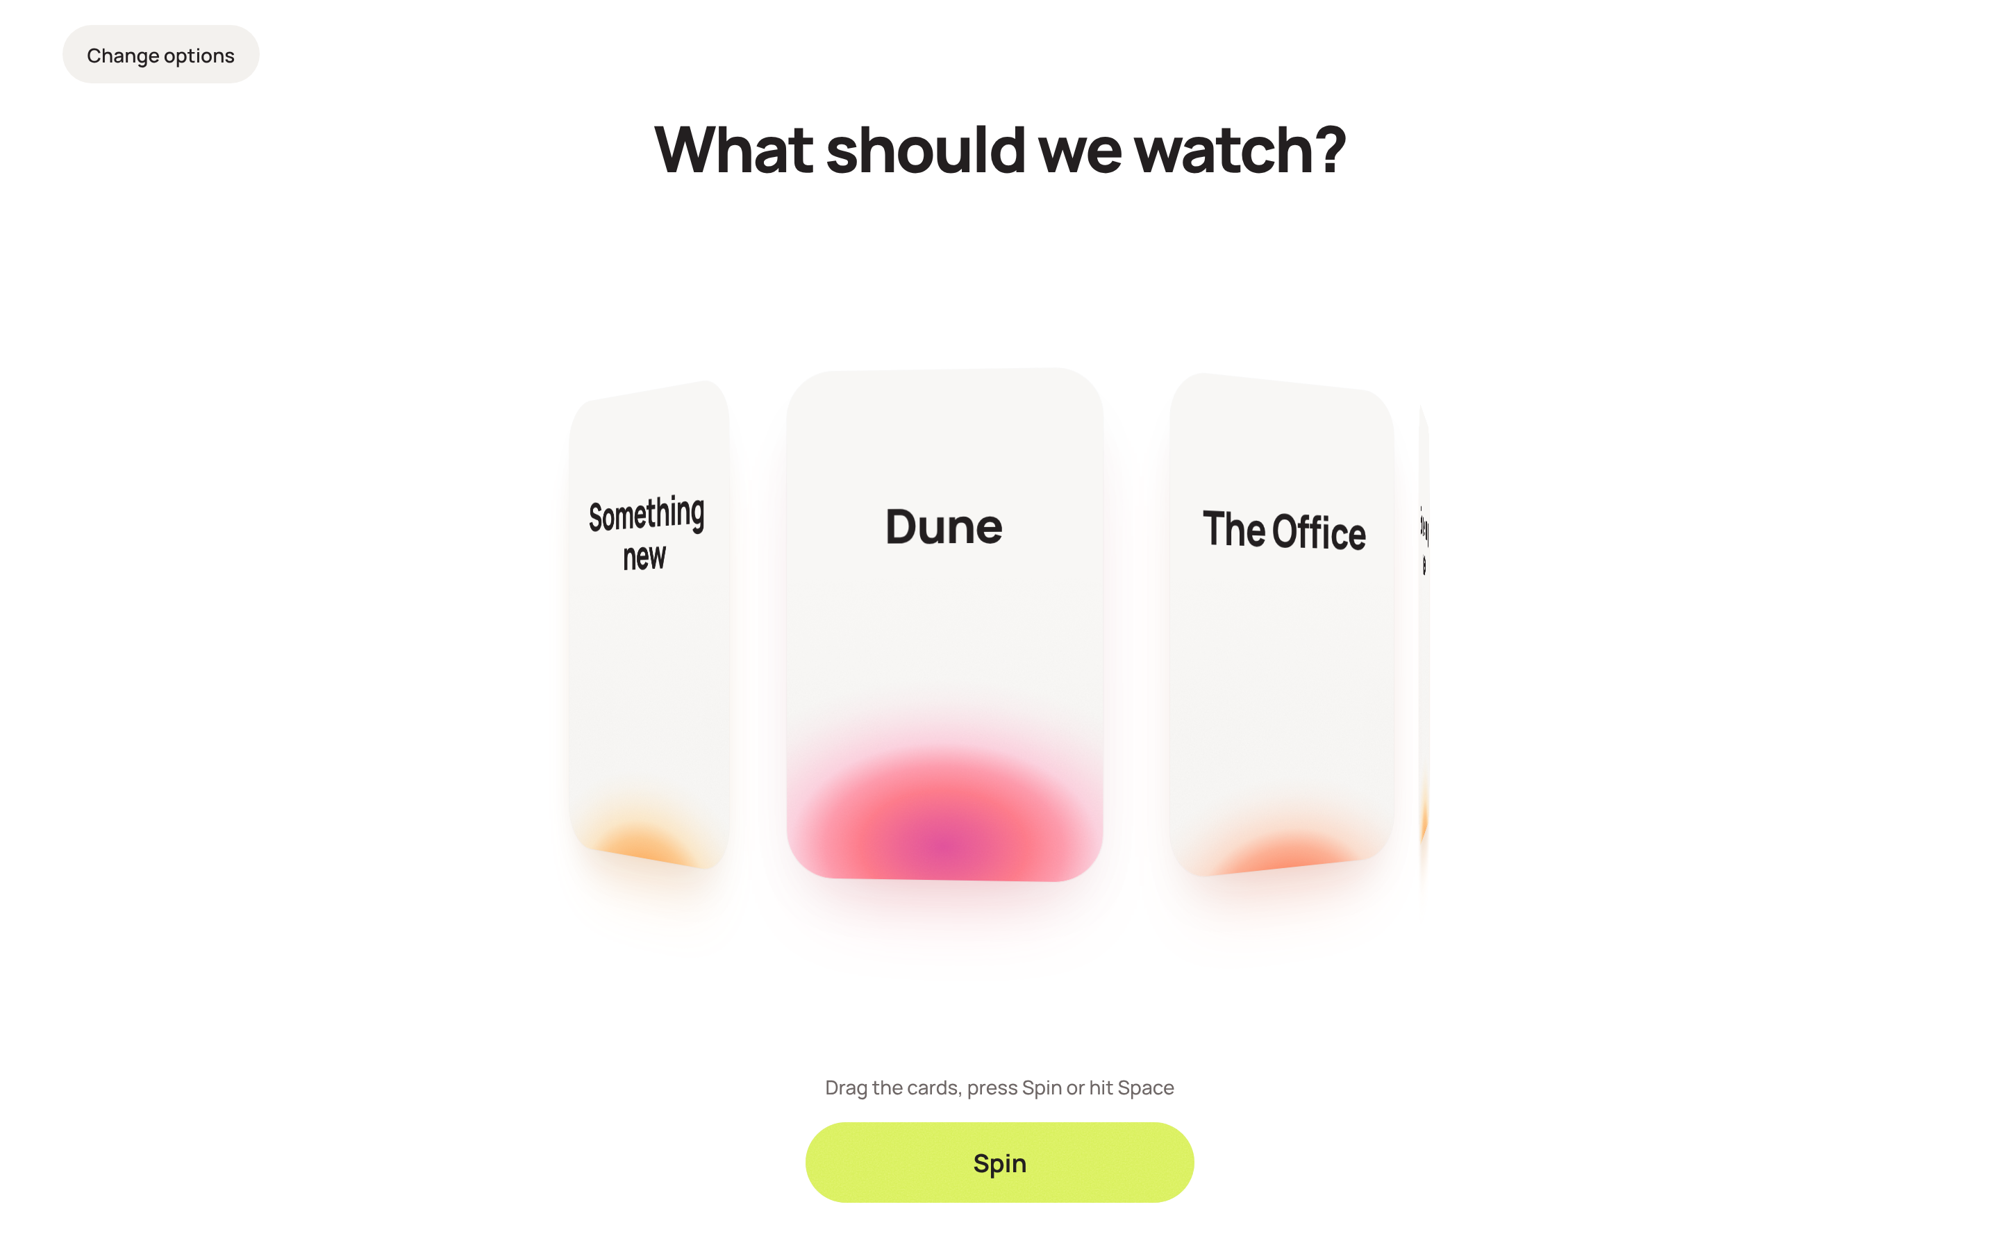 Change options
What should we watch?
Something
new
Dune
The Office
Drag the cards, press Spin or hit Space
Spin